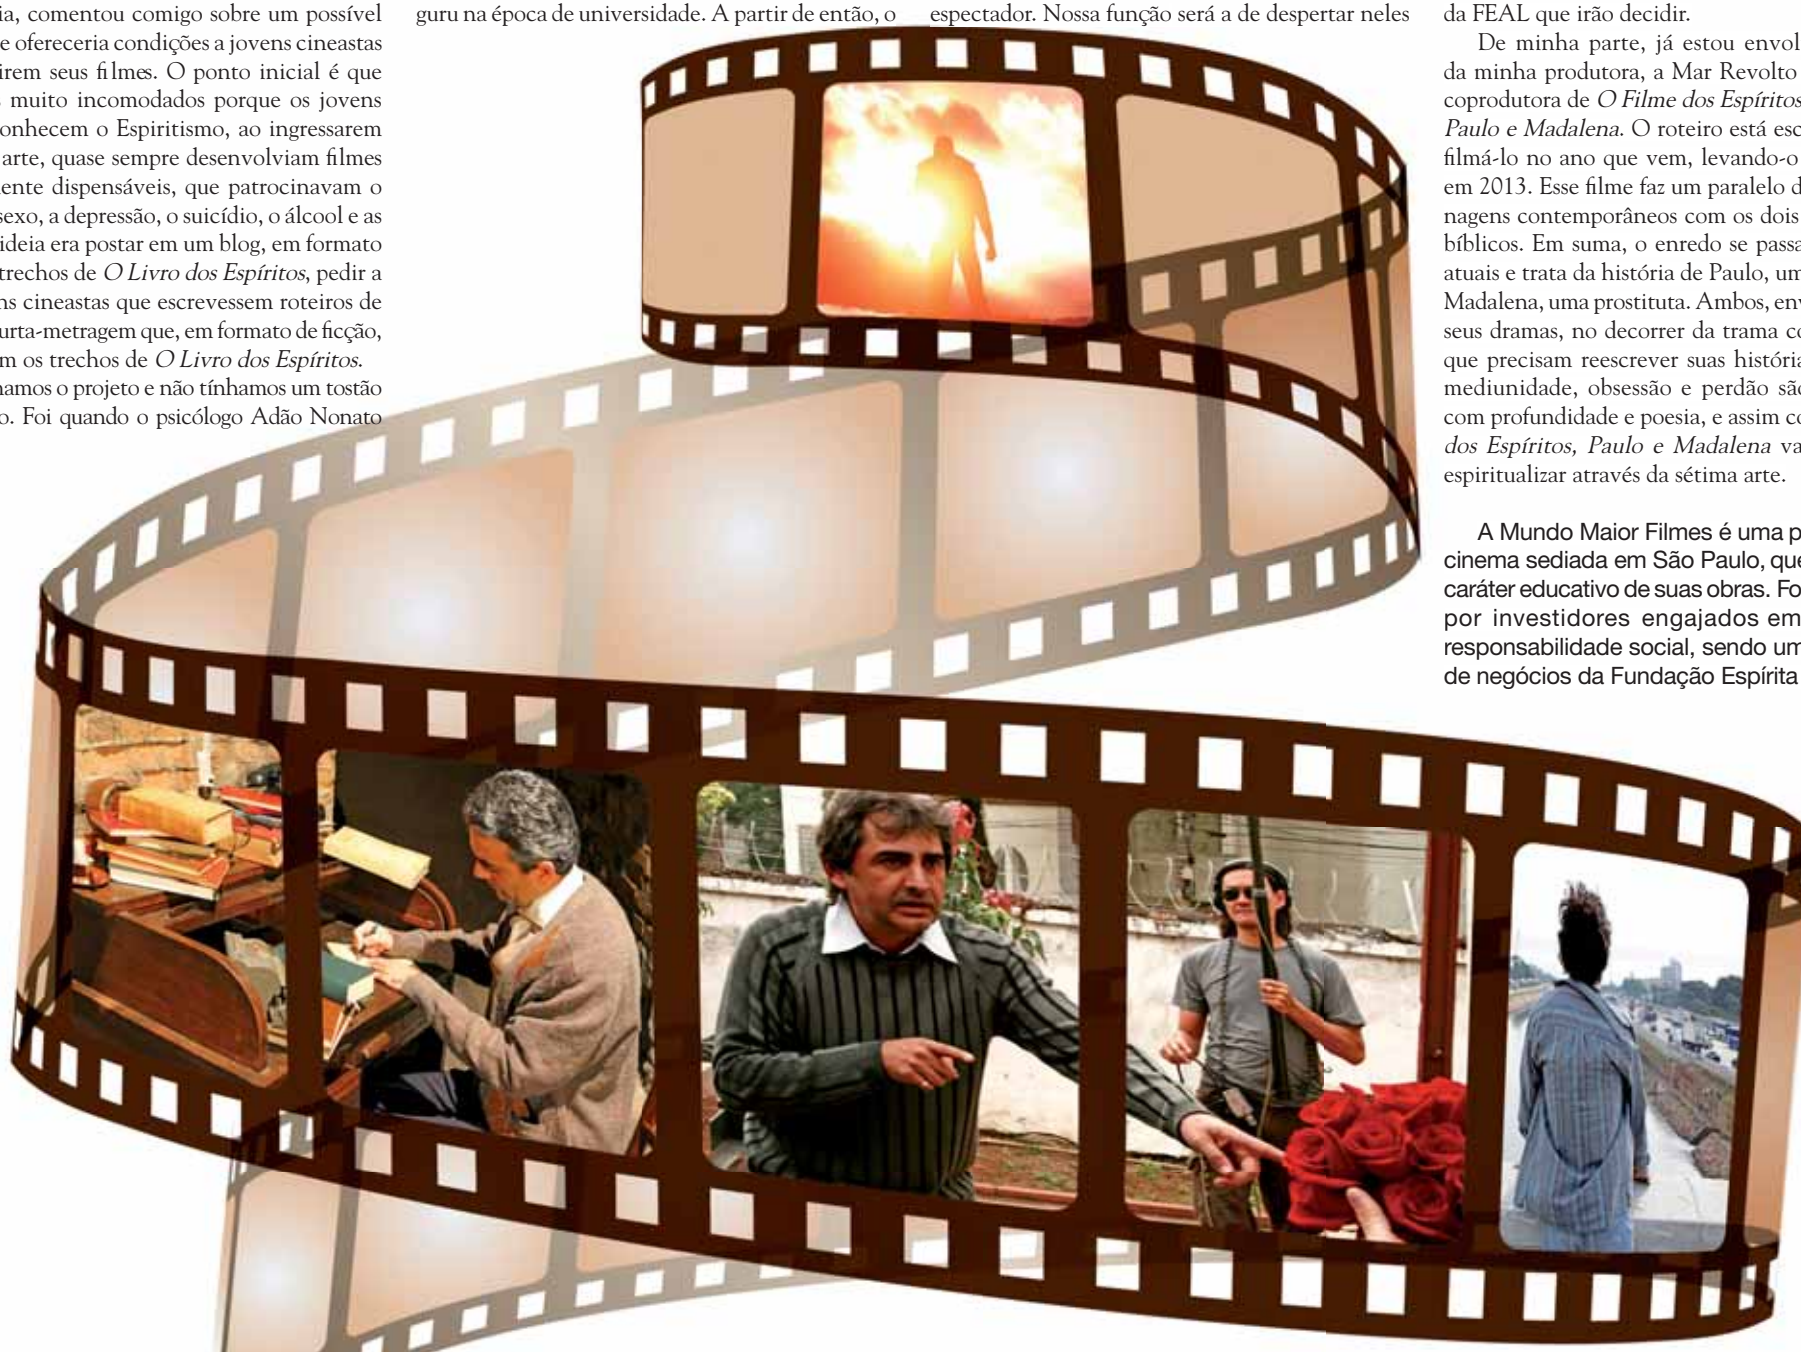 ia, comentou comigo sobre um possível
e ofereceria condições a jovens cineastas
irem seus filmes. O ponto inicial é que
muito incomodados porque os jovens
onhecem o Espiritismo, ao ingressarem
arte, quase sempre desenvolviam filmes
ente dispensáveis, que patrocinavam o
sexo, a depressão, o suicídio, o álcool e as
ideia era postar em um blog, em formato
trechos de O Livro dos Espíritos, pedir a
ns cineastas que escrevessem roteiros de
urta-metragem que, em formato de ficção,
m os trechos de O Livro dos Espíritos.
namos o projeto e não tínhamos um tostão
o. Foi quando o psicólogo Adão Nonato
guru na época de universidade. A partir de então, o
espectador. Nossa função será a de despertar neles
da FEAL que irão decidir.
De minha parte, já estou envol
da minha produtora, a Mar Revolto
coprodutora de O Filme dos Espíritos
Paulo e Madalena. O roteiro está esc
filmá-lo no ano que vem, levando-o
em 2013. Esse filme faz um paralelo d
nagens contemporâneos com os dois
bíblicos. Em suma, o enredo se passa
atuais e trata da história de Paulo, um
Madalena, uma prostituta. Ambos, env
seus dramas, no decorrer da trama co
que precisam reescrever suas história
mediunidade, obsessão e perdão são
com profundidade e poesia, e assim co
dos Espíritos, Paulo e Madalena va
espiritualizar através da sétima arte.
A Mundo Maior Filmes é uma p
cinema sediada em São Paulo, que
caráter educativo de suas obras. Fo
por investidores engajados em
responsabilidade social, sendo um
de negócios da Fundação Espírita